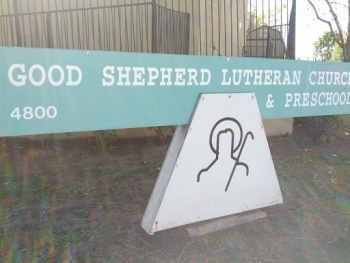 GOOD SHEPHERD LUTHERAN CHURCH
& PRESCHOOL
4800